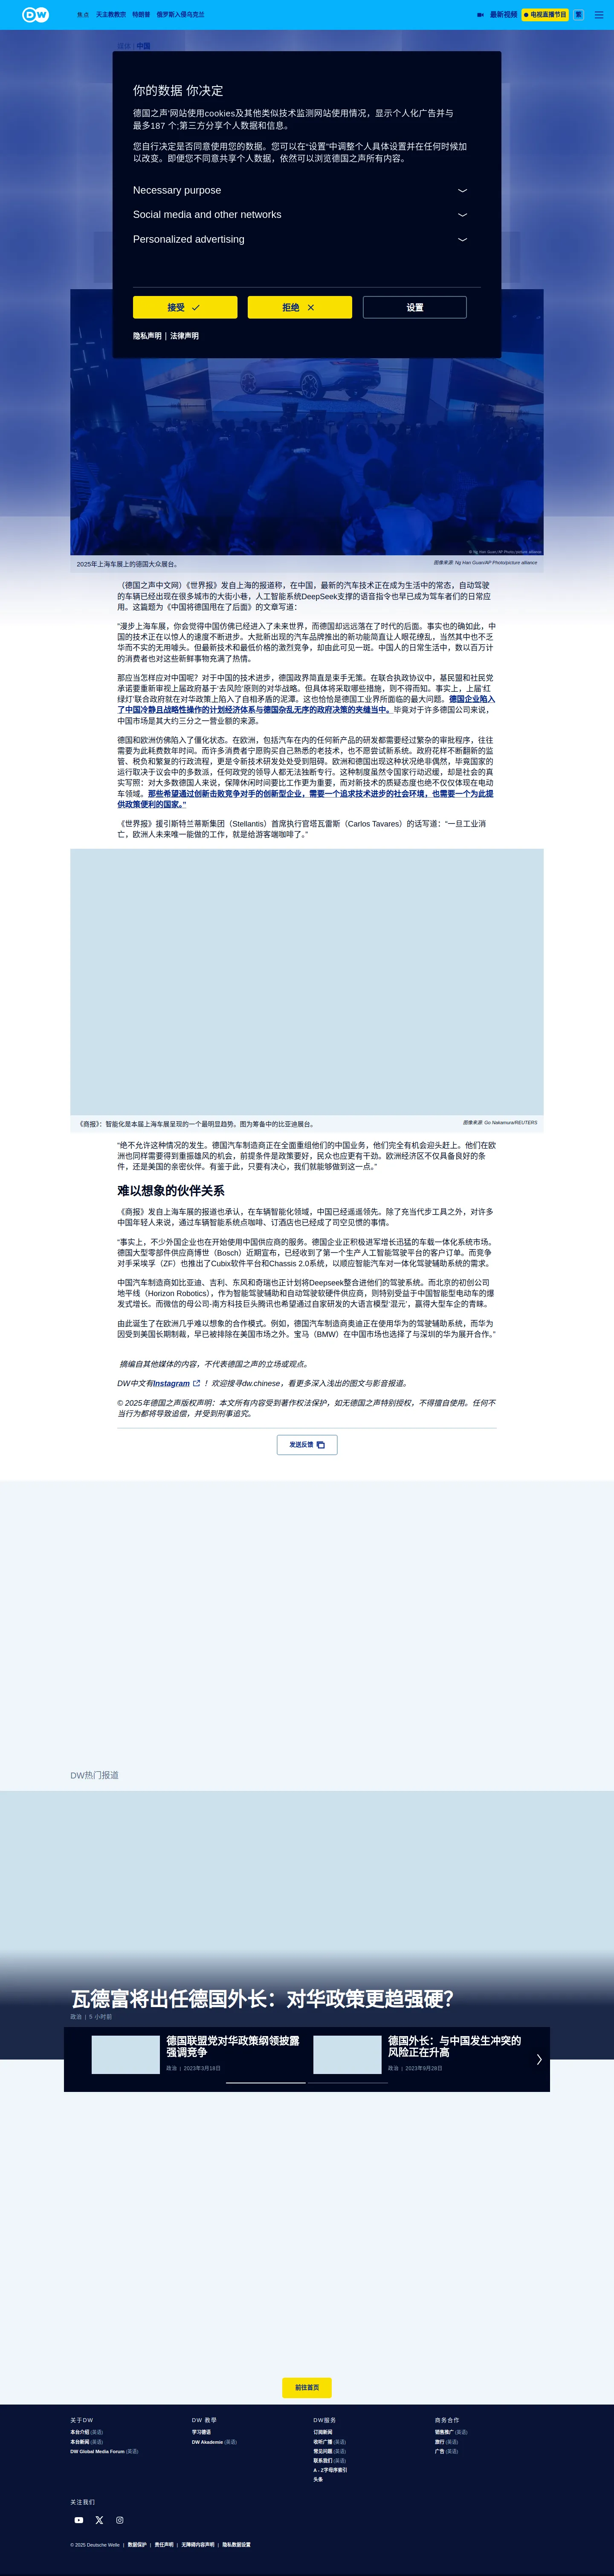 DW
焦点
天主教教宗
特朗普
俄罗斯入侵乌克兰
最新视频
电视直播节目
繁
政治 | 中国
你的数据 你决定
德国之声'网站使用cookies及其他类似技术监测网站使用情况，显示个人化广告并与
最多187 个;第三方分享个人数据和信息。
您自行决定是否同意使用您的数据。您可以在“设置”中调整个人具体设置并在任何时候加
以改变。即便您不同意共享个人数据，依然可以浏览德国之声所有内容。
Necessary purpose
Social media and other networks
Personalized advertising
接受
拒绝
设置
隐私声明 | 法律声明
© Ng Han Guan/AP Photo/picture alliance
2025年上海车展上的德国大众展台。
图像来源: Ng Han Guan/AP Photo/picture alliance
（德国之声中文网）《世界报》发自上海的报道称，在中国，最新的汽车技术正在成为生活中的常态，自动驾驶
的车辆已经出现在很多城市的大街小巷，人工智能系统DeepSeek支撑的语音指令也早已成为驾车者们的日常应
用。这篇题为《中国将德国甩在了后面》的文章写道：
“漫步上海车展，你会觉得中国仿佛已经进入了未来世界，而德国却远远落在了时代的后面。事实也的确如此，中
国的技术正在以惊人的速度不断进步。大批新出现的汽车品牌推出的新功能简直让人眼花缭乱，当然其中也不乏
华而不实的无用噱头。但最新技术和最低价格的激烈竞争，却由此可见一斑。中国人的日常生活中，数以百万计
的消费者也对这些新鲜事物充满了热情。
那应当怎样应对中国呢？对于中国的技术进步，德国政界简直是束手无策。在联合执政协议中，基民盟和社民党
承诺要重新审视上届政府基于‘去风险’原则的对华战略。但具体将采取哪些措施，则不得而知。事实上，上届‘红
绿灯’联合政府就在对华政策上陷入了自相矛盾的泥潭。这也恰恰是德国工业界所面临的最大问题。德国企业陷入
了中国冷静且战略性操作的计划经济体系与德国杂乱无序的政府决策的夹缝当中。毕竟对于许多德国公司来说，
中国市场是其大约三分之一营业额的来源。
德国和欧洲仿佛陷入了僵化状态。在欧洲，包括汽车在内的任何新产品的研发都需要经过繁杂的审批程序，往往
需要为此耗费数年时间。而许多消费者宁愿购买自己熟悉的老技术，也不愿尝试新系统。政府花样不断翻新的监
管、税负和繁复的行政流程，更是令新技术研发处处受到阻碍。欧洲和德国出现这种状况绝非偶然，毕竟国家的
运行取决于议会中的多数派，任何政党的领导人都无法独断专行。这种制度虽然令国家行动迟缓，却是社会的真
实写照；对大多数德国人来说，保障休闲时间要比工作更为重要，而对新技术的质疑态度也绝不仅仅体现在电动
车领域。那些希望通过创新击败竞争对手的创新型企业，需要一个追求技术进步的社会环境，也需要一个为此提
供政策便利的国家。”
《世界报》援引斯特兰蒂斯集团（Stellantis）首席执行官塔瓦雷斯（Carlos Tavares）的话写道：“一旦工业消
亡，欧洲人未来唯一能做的工作，就是给游客端咖啡了。”
《商报》：智能化是本届上海车展呈现的一个最明显趋势。图为筹备中的比亚迪展台。
图像来源: Go Nakamura/REUTERS
“绝不允许这种情况的发生。德国汽车制造商正在全面重组他们的中国业务，他们完全有机会迎头赶上。他们在欧
洲也同样需要得到重振雄风的机会，前提条件是政策要好，民众也应更有干劲。欧洲经济区不仅具备良好的条
件，还是美国的亲密伙伴。有鉴于此，只要有决心，我们就能够做到这一点。”
难以想象的伙伴关系
《商报》发自上海车展的报道也承认，在车辆智能化领域，中国已经遥遥领先。除了充当代步工具之外，对许多
中国年轻人来说，通过车辆智能系统点咖啡、订酒店也已经成了司空见惯的事情。
“事实上，不少外国企业也在开始使用中国供应商的服务。德国企业正积极进军增长迅猛的车载一体化系统市场。
德国大型零部件供应商博世（Bosch）近期宣布，已经收到了第一个生产人工智能驾驶平台的客户订单。而竞争
对手采埃孚（ZF）也推出了Cubix软件平台和Chassis 2.0系统，以顺应智能汽车对一体化驾驶辅助系统的需求。
中国汽车制造商如比亚迪、吉利、东风和奇瑞也正计划将Deepseek整合进他们的驾驶系统。而北京的初创公司
地平线（Horizon Robotics），作为智能驾驶辅助和自动驾驶软硬件供应商，则特别受益于中国智能型电动车的爆
发式增长。而微信的母公司-南方科技巨头腾讯也希望通过自家研发的大语言模型‘混元’，赢得大型车企的青睐。
由此诞生了在欧洲几乎难以想象的合作模式。例如，德国汽车制造商奥迪正在使用华为的驾驶辅助系统，而华为
因受到美国长期制裁，早已被排除在美国市场之外。宝马（BMW）在中国市场也选择了与深圳的华为展开合作。”
摘编自其他媒体的内容，不代表德国之声的立场或观点。
DW中文有Instagram ！欢迎搜寻dw.chinese，看更多深入浅出的图文与影音报道。
© 2025年德国之声版权声明：本文所有内容受到著作权法保护，如无德国之声特别授权，不得擅自使用。任何不
当行为都将导致追偿，并受到刑事追究。
发送反馈
DW热门报道
瓦德富将出任德国外长：对华政策更趋强硬？
政治 | 5 小时前
德国联盟党对华政策纲领披露
强调竞争
政治 | 2023年3月18日
德国外长：与中国发生冲突的
风险正在升高
政治 | 2023年9月28日
前往首页
关于DW
本台介绍 (英语)
本台新闻 (英语)
DW Global Media Forum (英语)
DW 教学
学习德语
DW Akademie (英语)
DW服务
订阅新闻
收听广播 (英语)
常见问题 (英语)
联系我们 (英语)
A - Z字母序索引
头条
商务合作
销售推广 (英语)
旅行 (英语)
广告 (英语)
关注我们
© 2025 Deutsche Welle | 数据保护 | 责任声明 | 无障碍内容声明 | 隐私数据设置